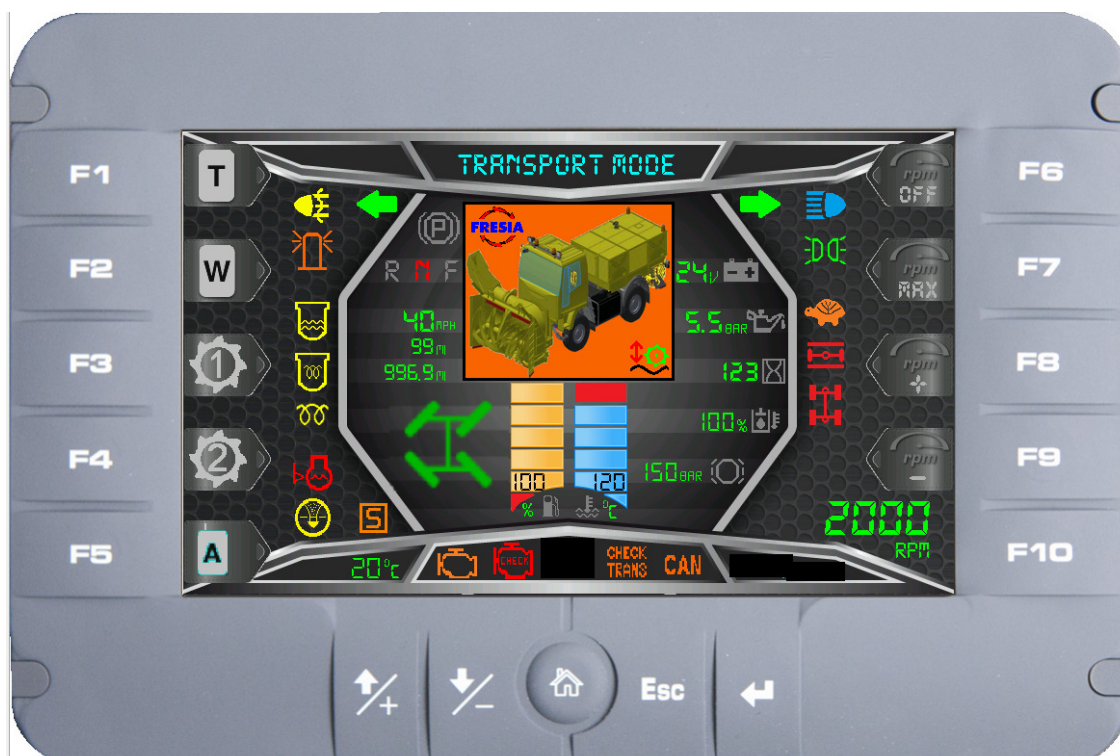 TRANSPORT MODE
F1
T
rpm
OFF
F6
P
FRESIA
F2
W
R N F
24V
rpm
MAX
F7
40MPH
5.5BAR
99MI
F3
1
996.9MI
123
rpm
F8
100%
F4
2
100
120
150BAR
rpm
F9
%
°C
S
2000
RPM
F5
A
20°C
CHECK
CHECK
TRANS
CAN
F10
Esc